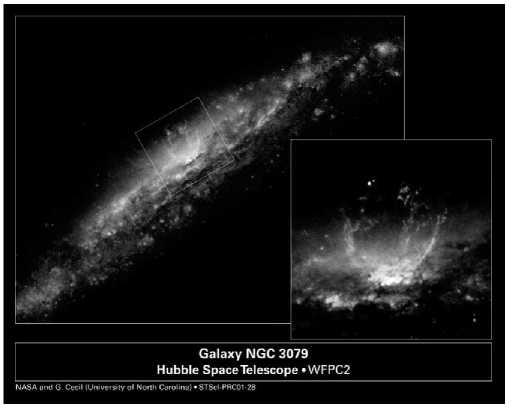 Galaxy NGC 3079
Hubble Space Telescope • WFPC2
NASA and G. Cecil (University of North Carolina) • STScI-PRC01-28